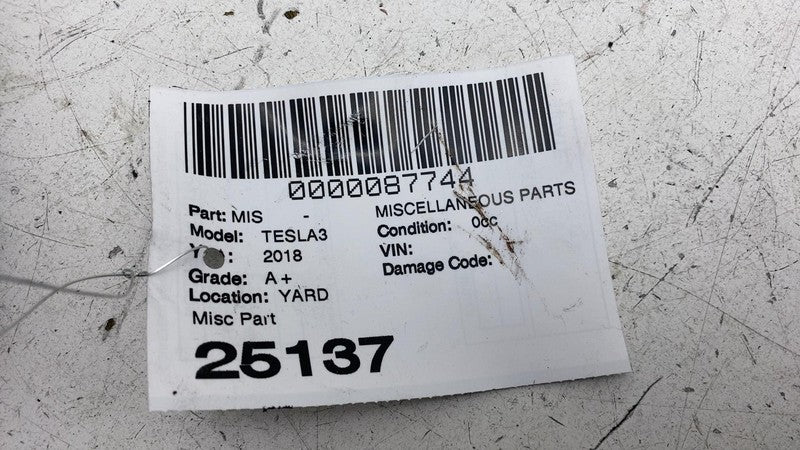 0000087744
Part: MIS - MISCELLANEOUS PARTS
Model: TESLA3 Condition: 0cc
Y : 2018 VIN:
Grade: A+ Damage Code:
Location: YARD
Misc Part
25137